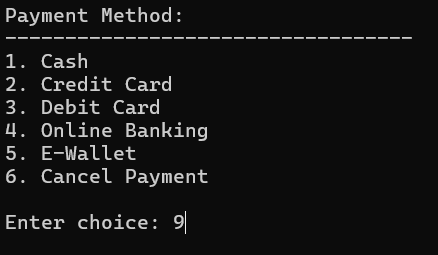 Payment Method:
----------------------------------
1. Cash
2. Credit Card
3. Debit Card
4. Online Banking
5. E-Wallet
6. Cancel Payment
Enter choice: 9